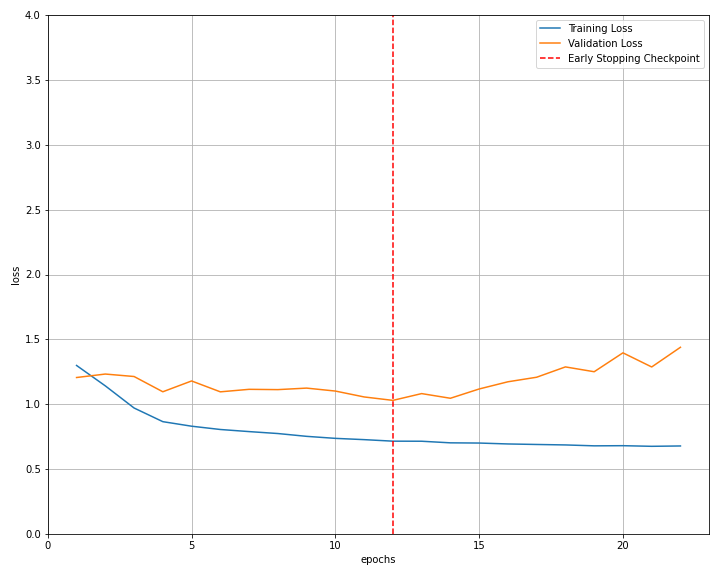 4.0
3.5
3.0
2.5
2.0
1.5
1.0
0.5
0.0
loss
Training Loss
Validation Loss
Early Stopping Checkpoint
0 5 10 15 20
epochs